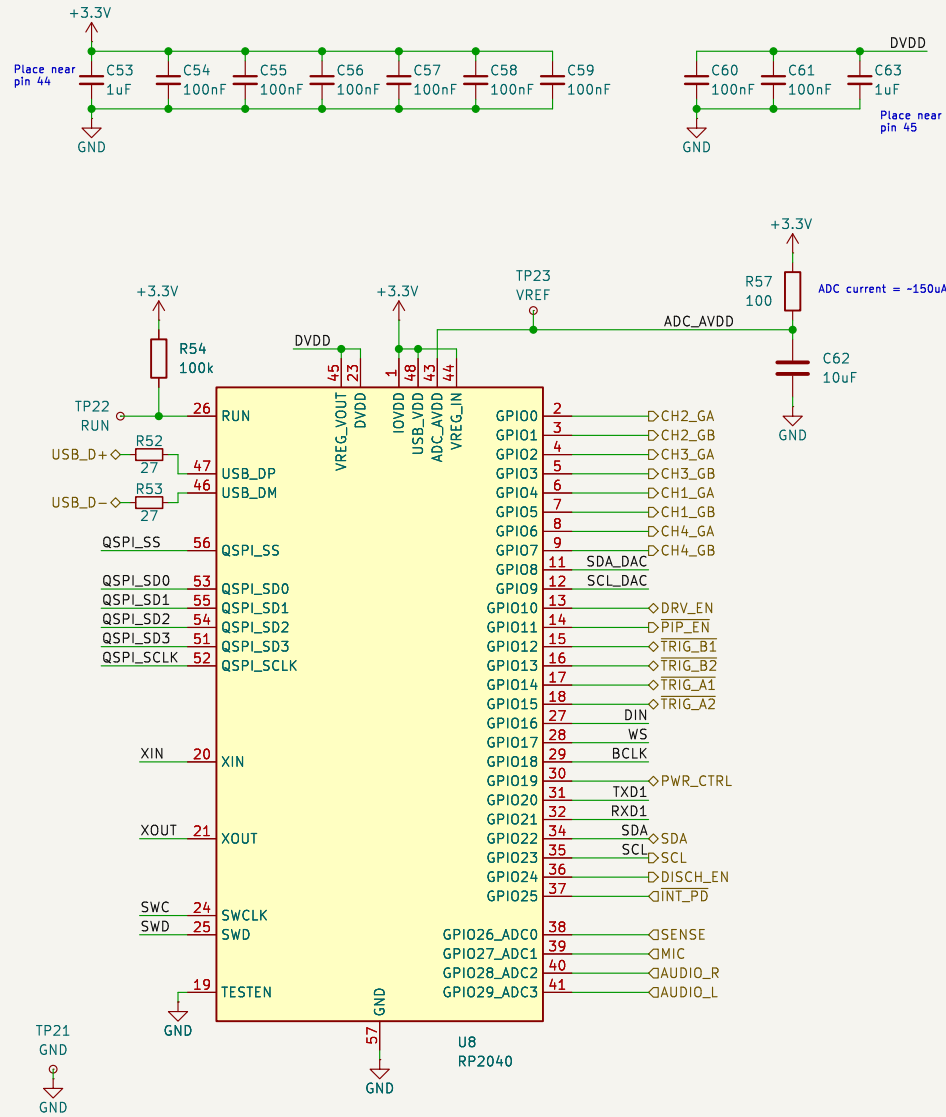 +3.3V
Place near
pin 44
C53
1uF
C54
100nF
C55
100nF
C56
100nF
C57
100nF
C58
100nF
C59
100nF
GND
DVDD
C60
100nF
C61
100nF
C63
1uF
Place near
pin 45
GND
+3.3V
R57
100
ADC current = ~150uA
ADC_AVDD
C62
10uF
GND
TP23
VREF
+3.3V
R54
100k
+3.3V
DVDD
45
23
1
48
43
44
VREG_VOUT
DVDD
IOVDD
USB_VDD
ADC_AVDD
VREG_IN
TP22
RUN
26 RUN
USB_D+
R52
27
47 USB_DP
USB_D-
R53
27
46 USB_DM
QSPI_SS 56 QSPI_SS
QSPI_SD0 53 QSPI_SD0
QSPI_SD1 55 QSPI_SD1
QSPI_SD2 54 QSPI_SD2
QSPI_SD3 51 QSPI_SD3
QSPI_SCLK 52 QSPI_SCLK
XIN 20 XIN
XOUT 21 XOUT
SWC 24 SWCLK
SWD 25 SWD
19 TESTEN
GND
GPIO0 2 CH2_GA
GPIO1 3 CH2_GB
GPIO2 4 CH3_GA
GPIO3 5 CH3_GB
GPIO4 6 CH1_GA
GPIO5 7 CH1_GB
GPIO6 8 CH4_GA
GPIO7 9 CH4_GB
GPIO8 11 SDA_DAC
GPIO9 12 SCL_DAC
GPIO10 13 DRV_EN
GPIO11 14 PIP_EN
GPIO12 15 TRIG_B1
GPIO13 16 TRIG_B2
GPIO14 17 TRIG_A1
GPIO15 18 TRIG_A2
GPIO16 27 DIN
GPIO17 28 WS
GPIO18 29 BCLK
GPIO19 30 PWR_CTRL
GPIO20 31 TXD1
GPIO21 32 RXD1
GPIO22 34 SDA SDA
GPIO23 35 SCL SCL
GPIO24 36 DISCH_EN
GPIO25 37 INT_PD
GPIO26_ADC0 38 SENSE
GPIO27_ADC1 39 MIC
GPIO28_ADC2 40 AUDIO_R
GPIO29_ADC3 41 AUDIO_L
GND
57
GND
U8
RP2040
TP21
GND
GND